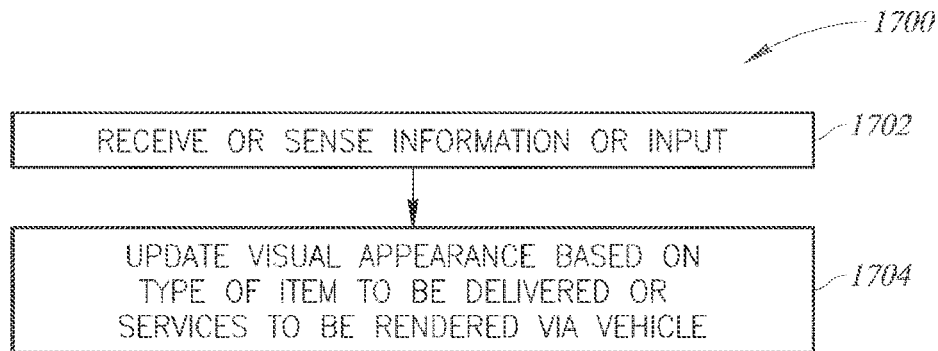 1700
RECEIVE OR SENSE INFORMATION OR INPUT
1702
UPDATE VISUAL APPEARANCE BASED ON
TYPE OF ITEM TO BE DELIVERED OR
1704
SERVICES TO BE RENDERED VIA VEHICLE